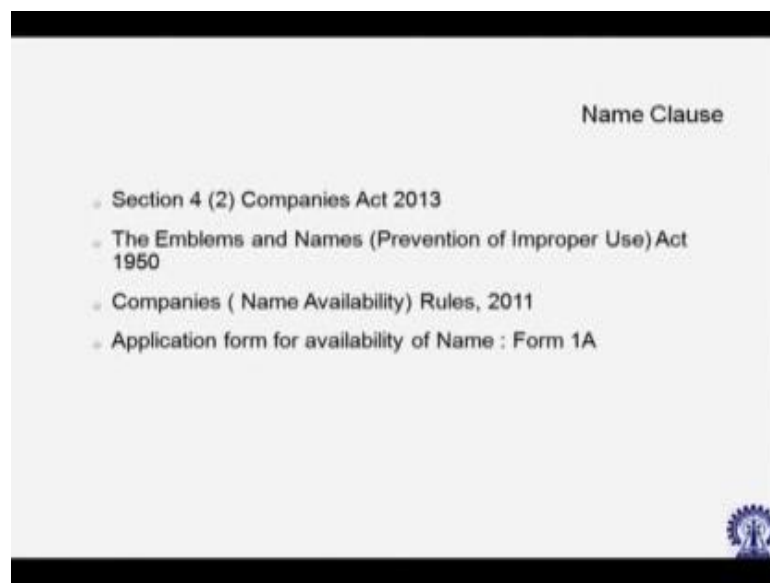 Name Clause
Section 4 (2) Companies Act 2013
The Emblems and Names (Prevention of Improper Use) Act
1950
Companies ( Name Availability) Rules, 2011
Application form for availability of Name : Form 1A